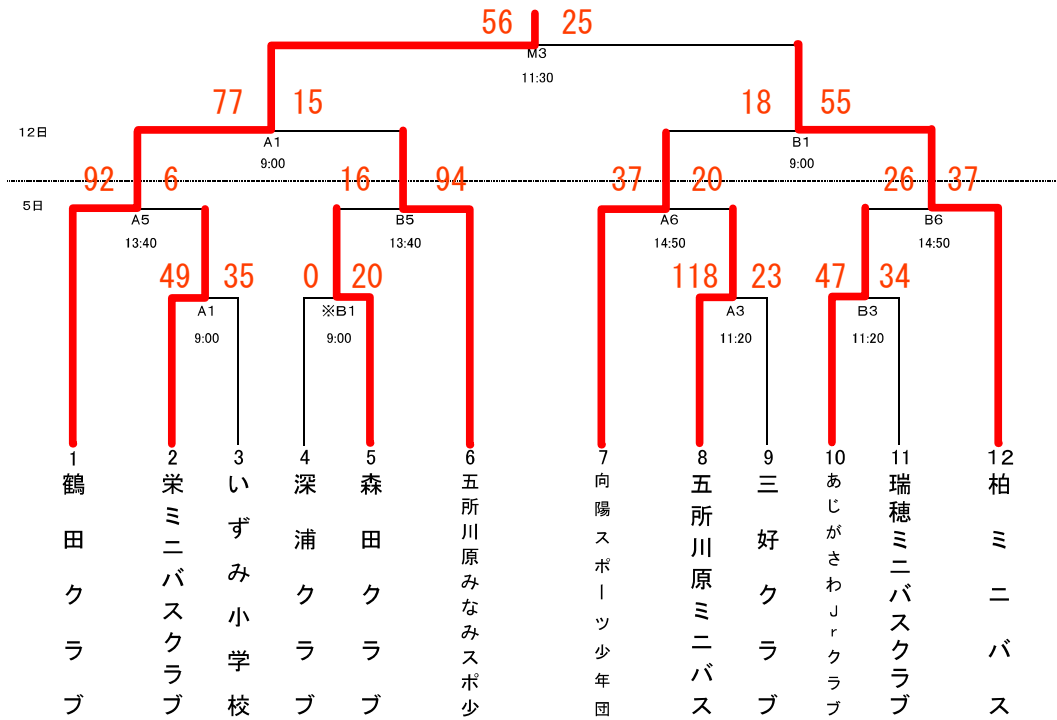 56 25
M3
11:30
77 15 18 55
12日
A1 B1
9:00 9:00
92 6 16 94 37 20 26 37
5日
A5 B5 A6 B6
13:40 13:40 14:50 14:50
49 35 0 20 118 23 47 34
A1 ※B1 A3 B3
9:00 9:00 11:20 11:20
1 2 3 4 5 6 7 8 9 10 11 12
鶴田クラブ
栄ミニバスクラブ
いずみ小学校
深浦クラブ
森田クラブ
五所川原みなみスポ少
向陽スポーツ少年団
五所川原ミニバス
三好クラブ
あじがさわJrクラブ
瑞穂ミニバスクラブ
柏ミニバス